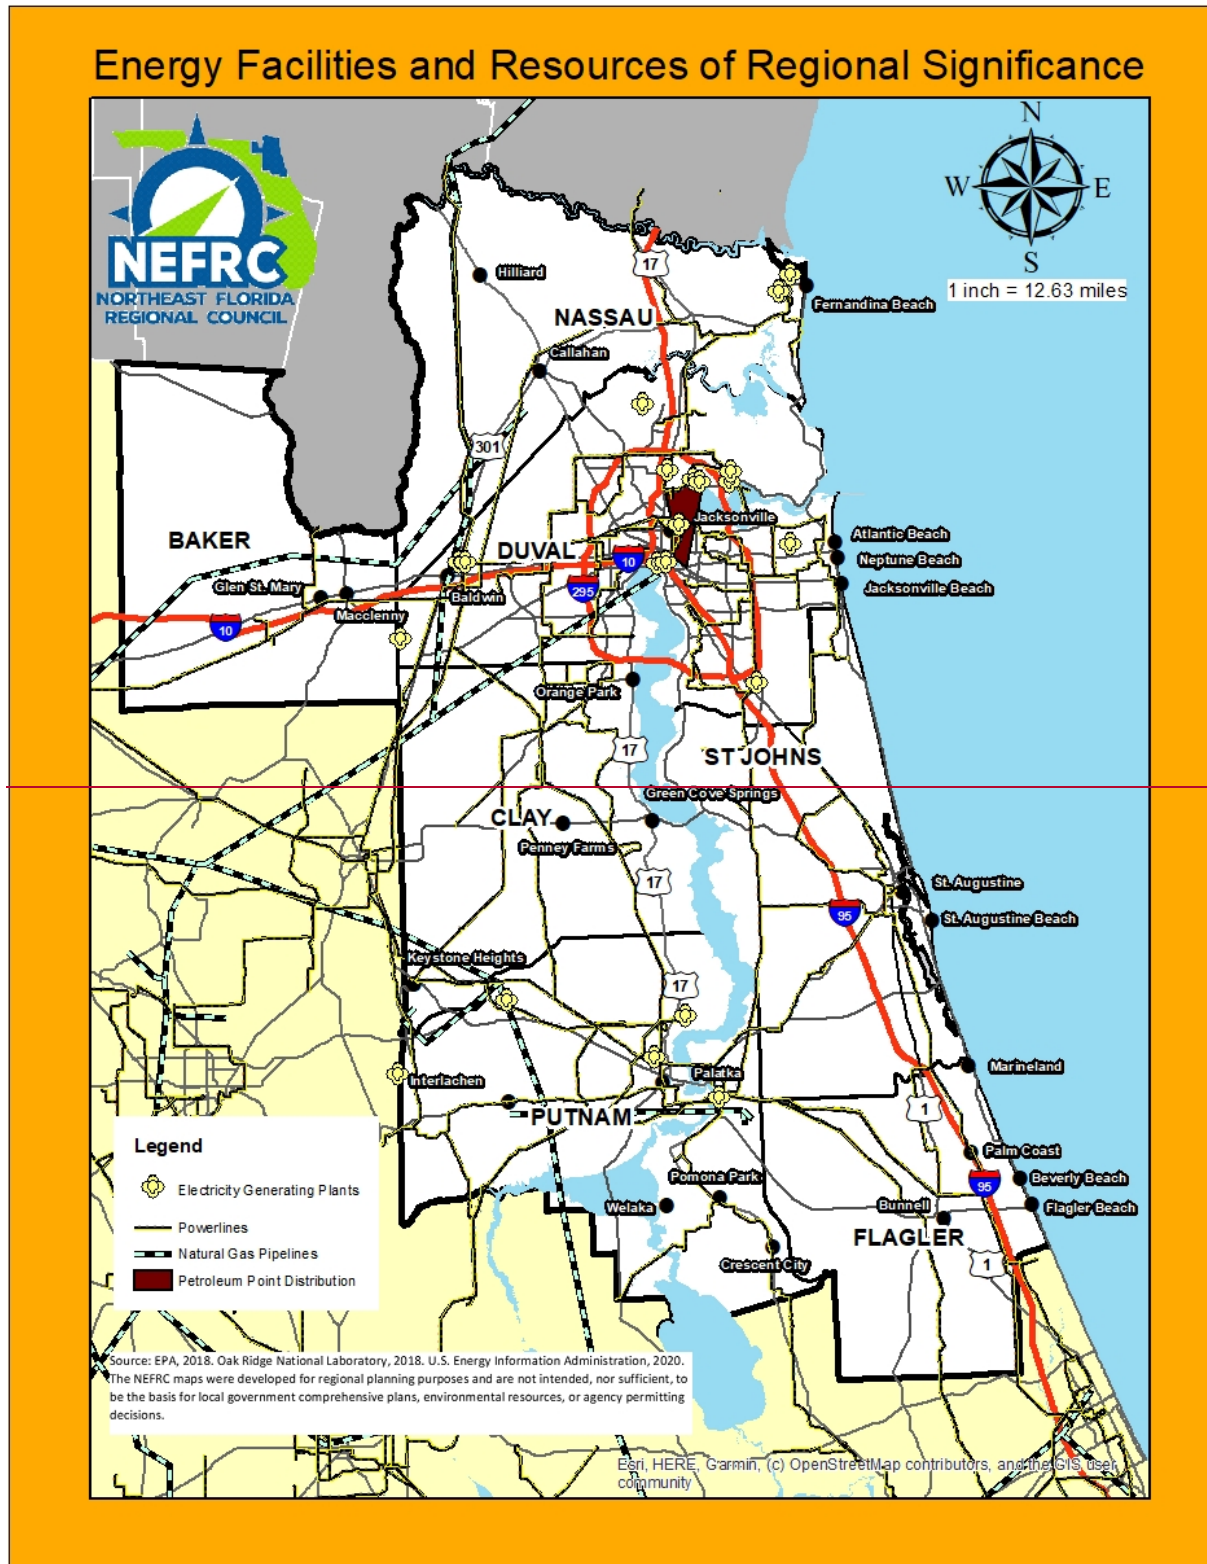 Energy Facilities and Resources of Regional Significance
N
W E
S
1 inch = 12.63 miles
NEFRC
NORTHEAST FLORIDA
REGIONAL COUNCIL
17
Hilliard
Fernandina Beach
NASSAU
Callahan
301
Jacksonville
BAKER
DUVAL
Atlantic Beach
Neptune Beach
10
Jacksonville Beach
Glen St. Mary
295
Baldwin
Macclenny
10
Orange Park
17
ST JOHNS
Green Cove Springs
CLAY
Penney Farms
17
St. Augustine
95
St. Augustine Beach
Keystone Heights
17
Marineland
Palatka
Interlachen
1
PUTNAM
Legend
Electricity Generating Plants
Powerlines
Natural Gas Pipelines
Petroleum Point Distribution
Palm Coast
Pomona Park
95
Beverly Beach
Welaka
Bunnell
Flagler Beach
FLAGLER
Crescent City
1
Source: EPA, 2018. Oak Ridge National Laboratory, 2018. U.S. Energy Information Administration, 2020.
The NEFRC maps were developed for regional planning purposes and are not intended, nor sufficient, to
be the basis for local government comprehensive plans, environmental resources, or agency permitting
decisions.
Esri, HERE, Garmin, (c) OpenStreetMap contributors, and the GIS user
community